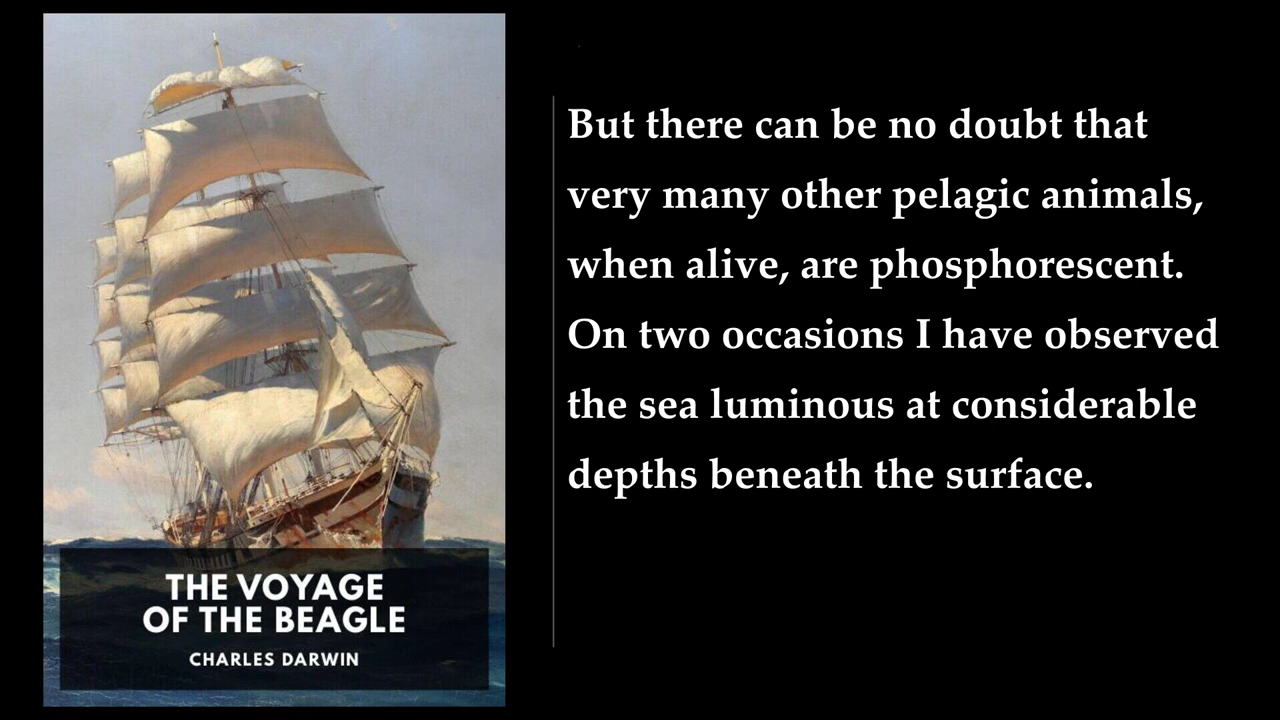 But there can be no doubt that
very many other pelagic animals,
when alive, are phosphorescent.
On two occasions I have observed
the sea luminous at considerable
depths beneath the surface.
THE VOYAGE
OF THE BEAGLE
CHARLES DARWIN